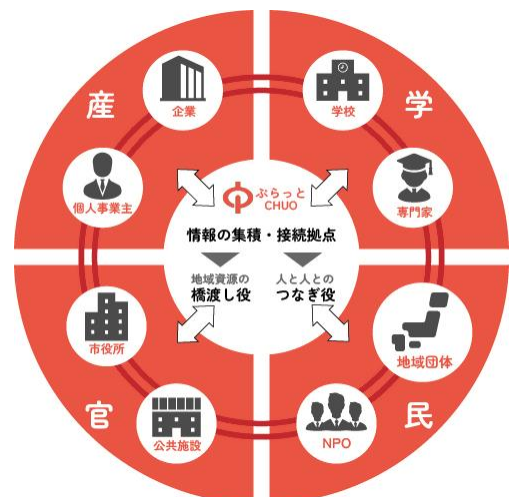 産
企業
学校
学
個人事業主
専門家
ぷらっと
CHUO
情報の集積・接続拠点
地域資源の
橋渡し役
人と人との
つなぎ役
市役所
地域団体
官
公共施設
NPO
民